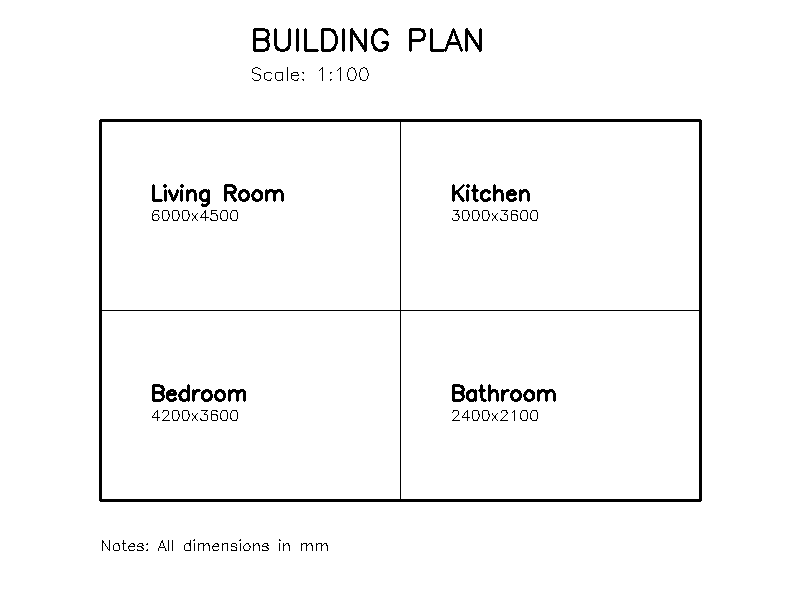 BUILDING PLAN
Scale: 1:100
Living Room
6000x4500
Kitchen
3000x3600
Bedroom
4200x3600
Bathroom
2400x2100
Notes: All dimensions in mm